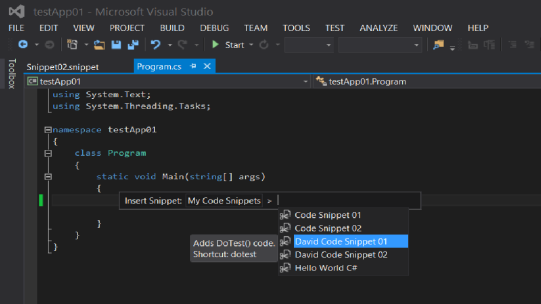 testApp01 - Microsoft Visual Studio
FILE EDIT VIEW PROJECT BUILD DEBUG TEAM TOOLS TEST ANALYZE WINDOW HELP
Start
Toolbox
Snippet02.snippet Program.cs
testApp01 testApp01.Program
using System.Text;
using System.Threading.Tasks;
namespace testApp01
{
class Program
{
static void Main(string[] args)
{
Insert Snippet: My Code Snippets >
Code Snippet 01
Code Snippet 02
David Code Snippet 01
David Code Snippet 02
Hello World C#
Adds DoTest() code.
Shortcut: dotest
}
}
}